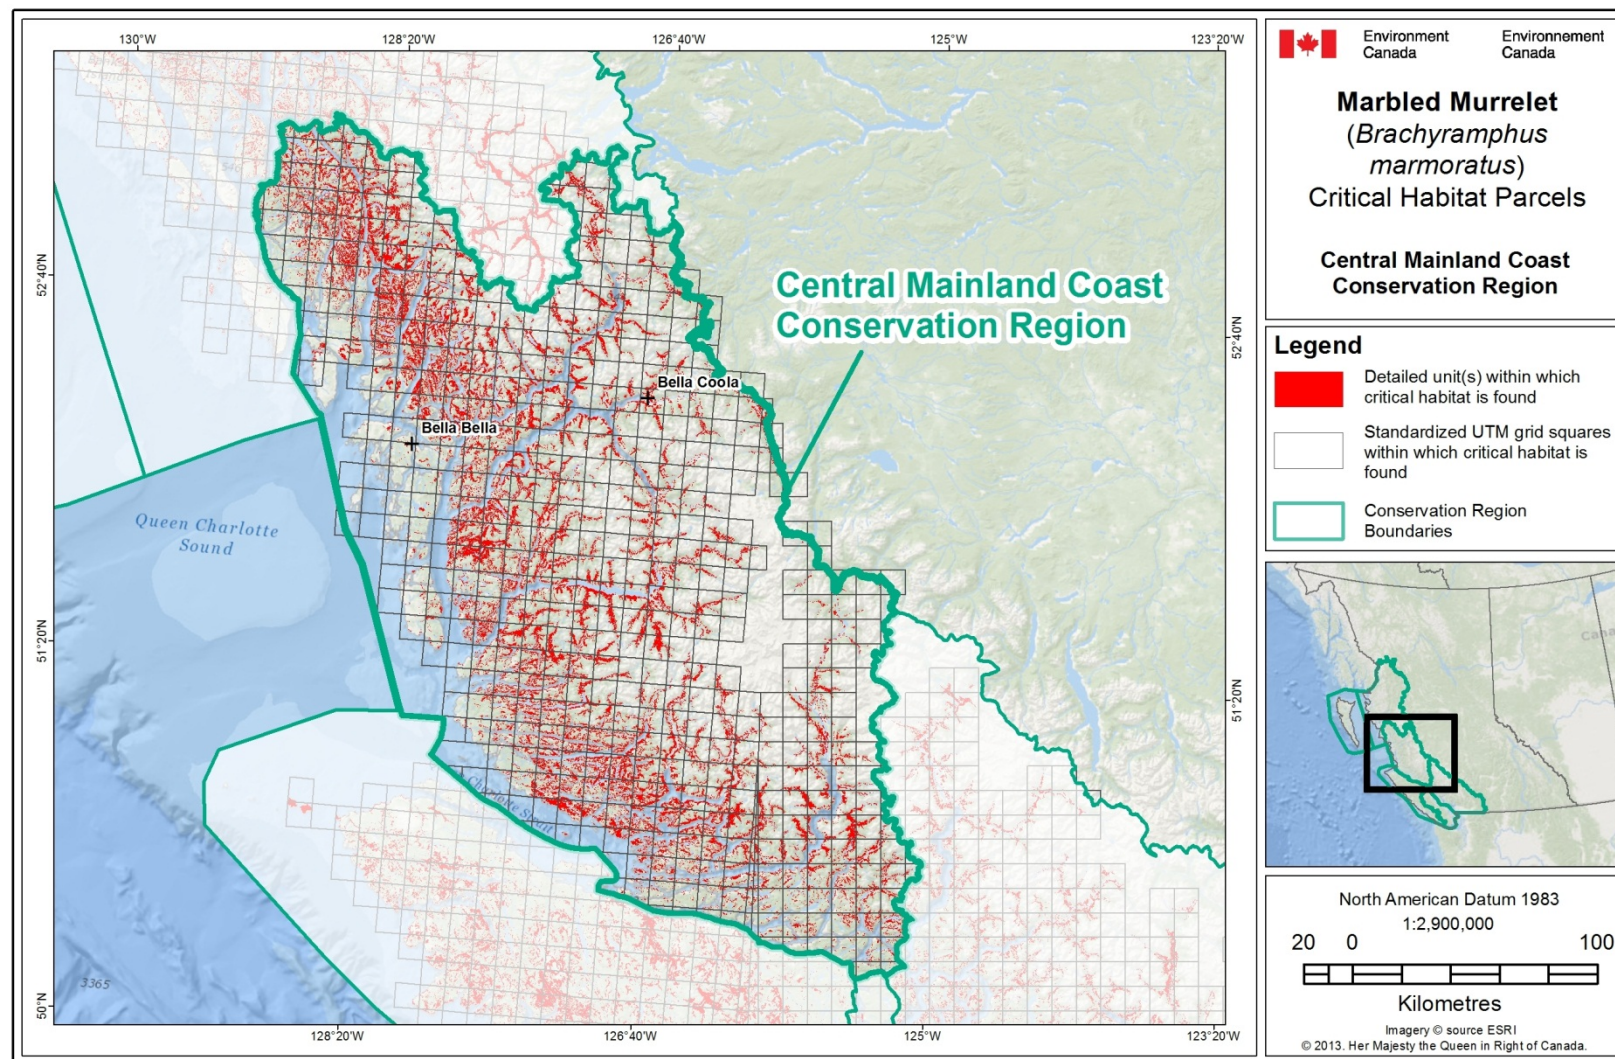 130°W 128°20'W 126°40'W 125°W 123°20'W
52°40'N
51°20'N
50°N
52°40'N
51°20'N
128°20'W 126°40'W 125°W 123°20'W
Central Mainland Coast
Conservation Region
Bella Coola
Bella Bella
Queen Charlotte
Sound
Charlotte Strait
3365
Environment
Canada
Environnement
Canada
Marbled Murrelet
(Brachyramphus
marmoratus)
Critical Habitat Parcels
Central Mainland Coast
Conservation Region
Legend
Detailed unit(s) within which
critical habitat is found
Standardized UTM grid squares
within which critical habitat is
found
Conservation Region
Boundaries
North American Datum 1983
1:2,900,000
20 0 100
Kilometres
Imagery © source ESRI
© 2013. Her Majesty the Queen in Right of Canada.